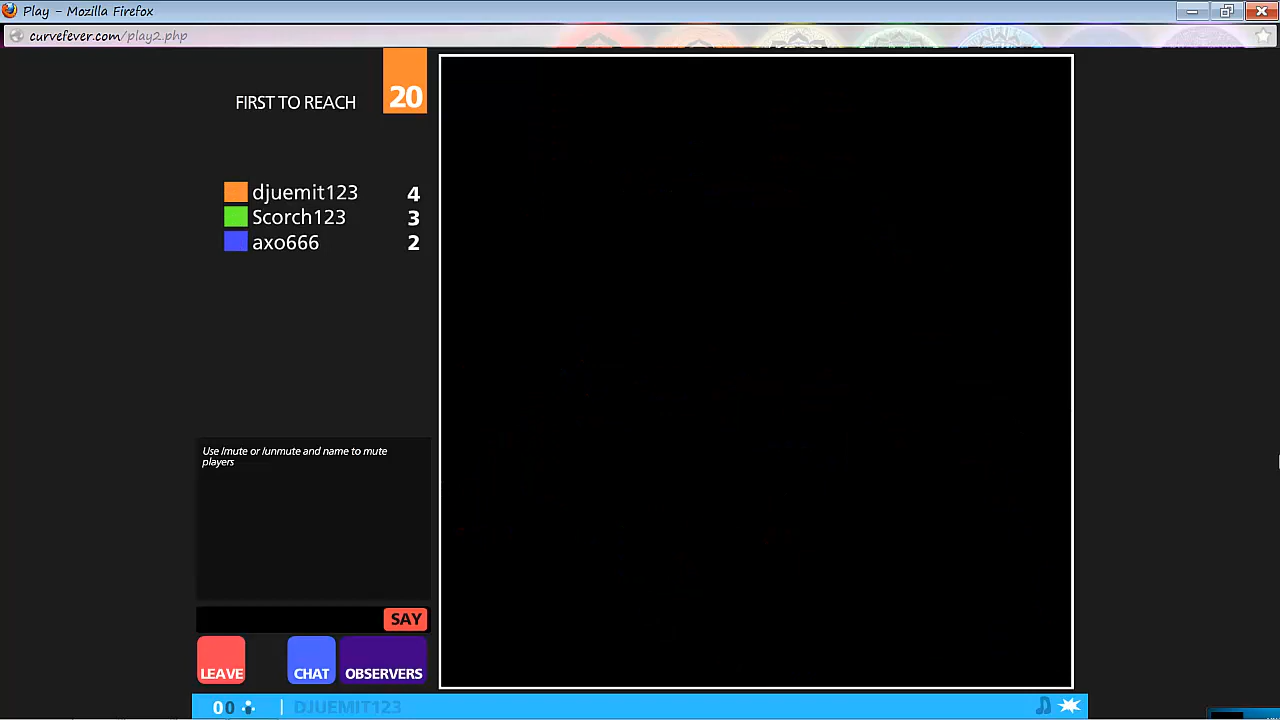 Play - Mozilla Firefox
curvefever.com/play2.php
FIRST TO REACH 20
djuemit123 4
Scorch123 3
axo666 2
Use /mute or /unmute and name to mute
players
SAY
LEAVE CHAT OBSERVERS
00 | DJUEMIT123